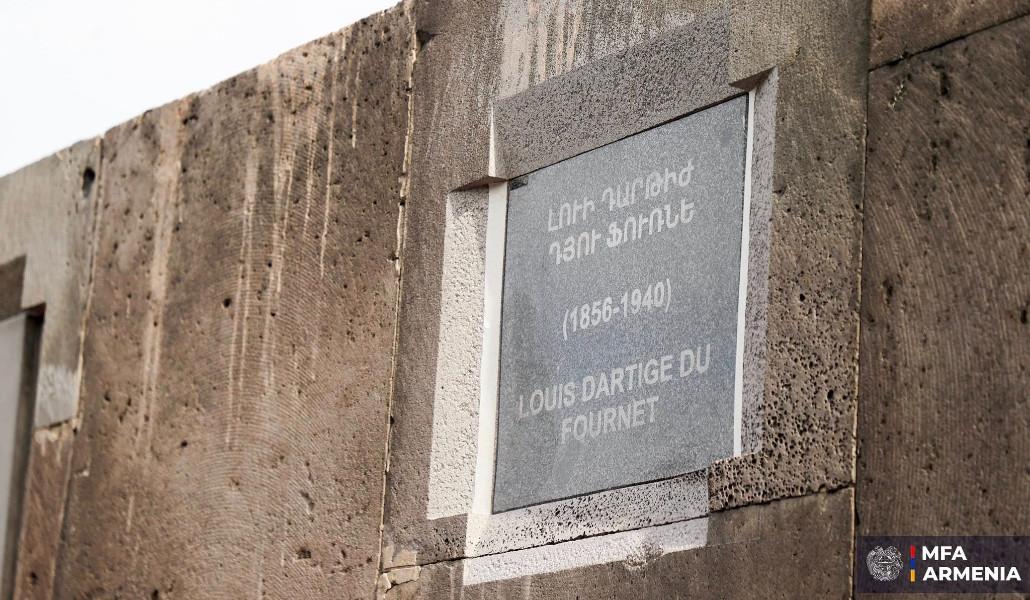 ԼՈՒԻ ԴԱՐԹԻԺ
ԴՅՈՒ ՖՈՒՌՆԵ
(1856-1940)
LOUIS DARTIGE DU
FOURNET
MFA
ARMENIA